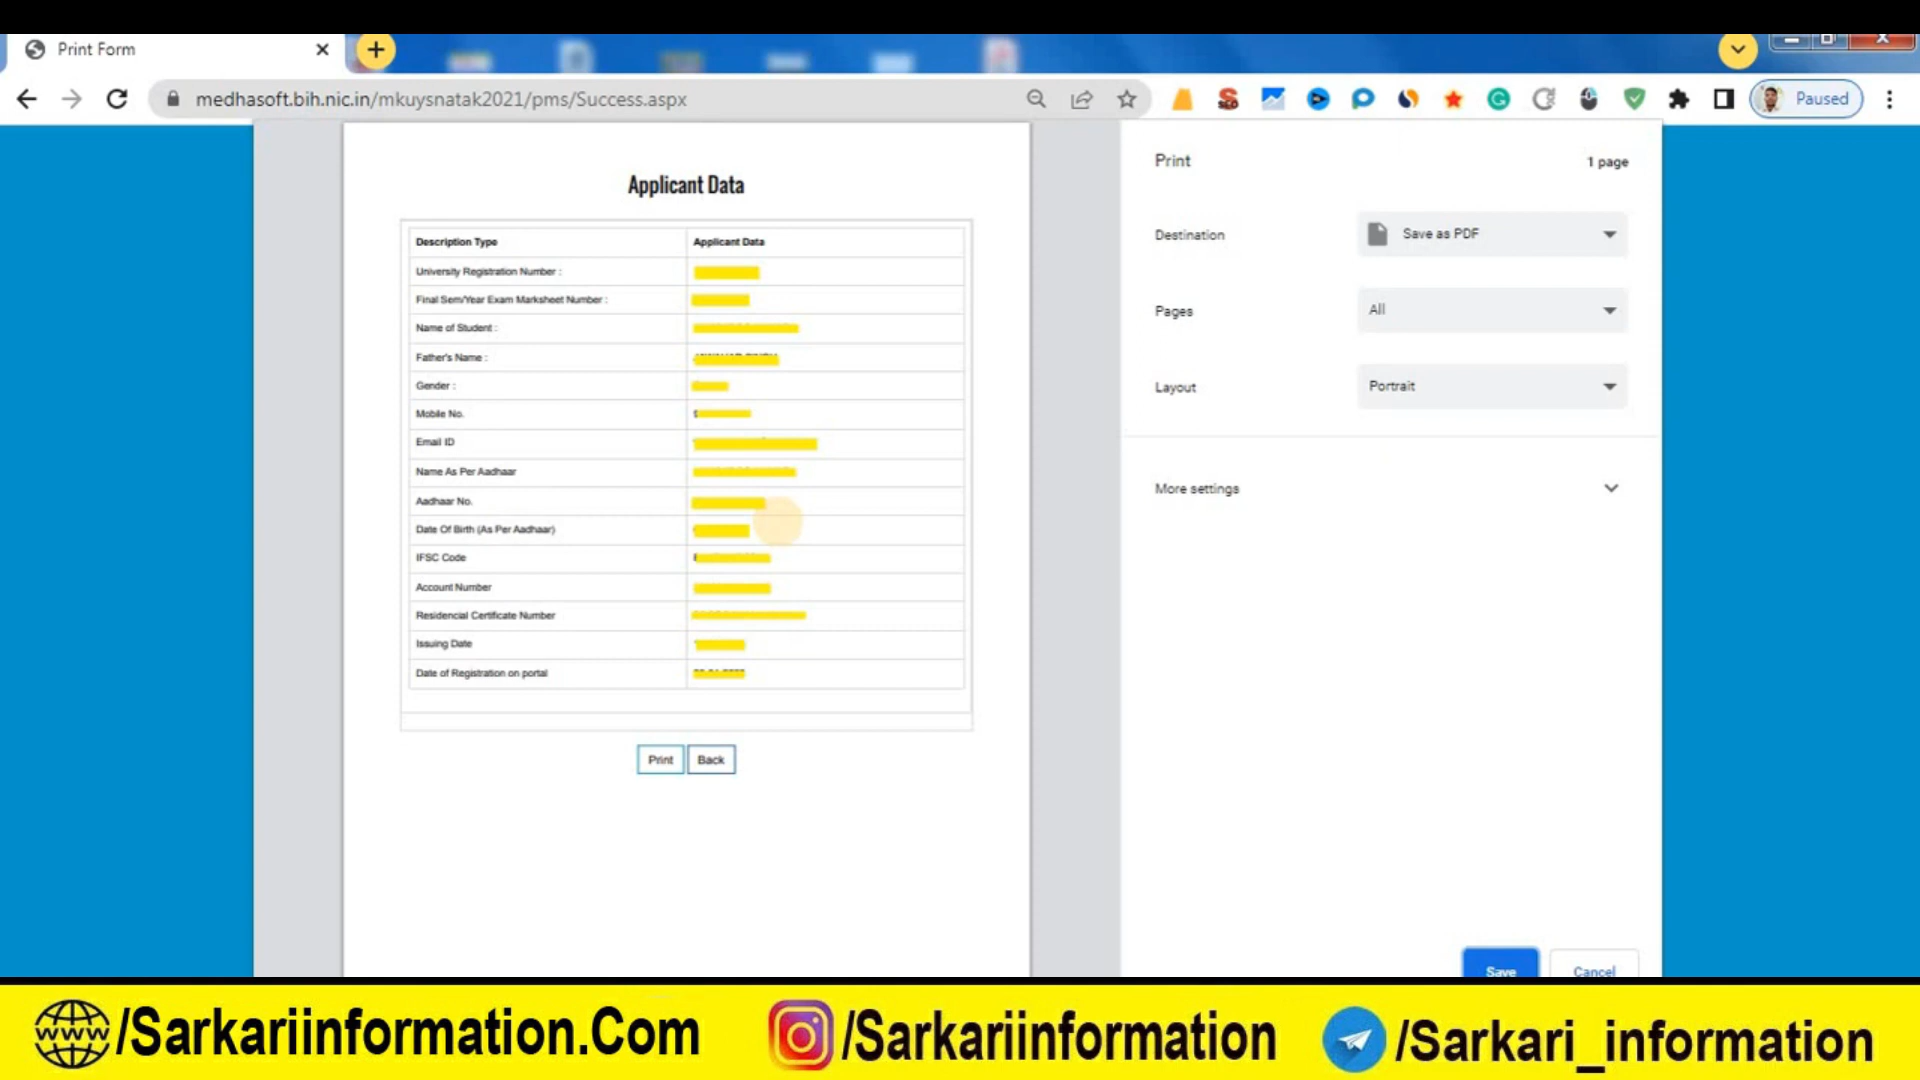 Print Form
medhasoft.bih.nic.in/mkuysnatak2021/pms/Success.aspx
Paused
Applicant Data
Description Type Applicant Data
University Registration Number :
Final Sem/Year Exam Marksheet Number :
Name of Student :
Father's Name :
Gender :
Mobile No.
Email ID
Name As Per Aadhaar
Aadhaar No.
Date Of Birth (As Per Aadhaar)
IFSC Code
Account Number
Residencial Certificate Number
Issuing Date
Date of Registration on portal
Print Back
Print 1 page
Destination Save as PDF
Pages All
Layout Portrait
More settings
Save Cancel
www /Sarkariinformation.Com /Sarkariinformation /Sarkari_information